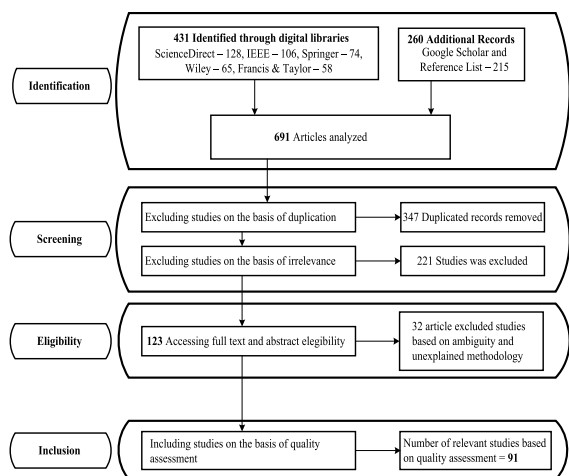 431 Identified through digital libraries
ScienceDirect – 128, IEEE – 106, Springer – 74,
Wiley – 65, Francis & Taylor – 58
260 Additional Records
Google Scholar and
Reference List – 215
Identification
691 Articles analyzed
Excluding studies on the basis of duplication
347 Duplicated records removed
Screening
Excluding studies on the basis of irrelevance
221 Studies was excluded
Eligibility
123 Accessing full text and abstract elegibility
32 article excluded studies
based on ambiguity and
unexplained methodology
Inclusion
Including studies on the basis of quality
assessment
Number of relevant studies based
on quality assessment = 91